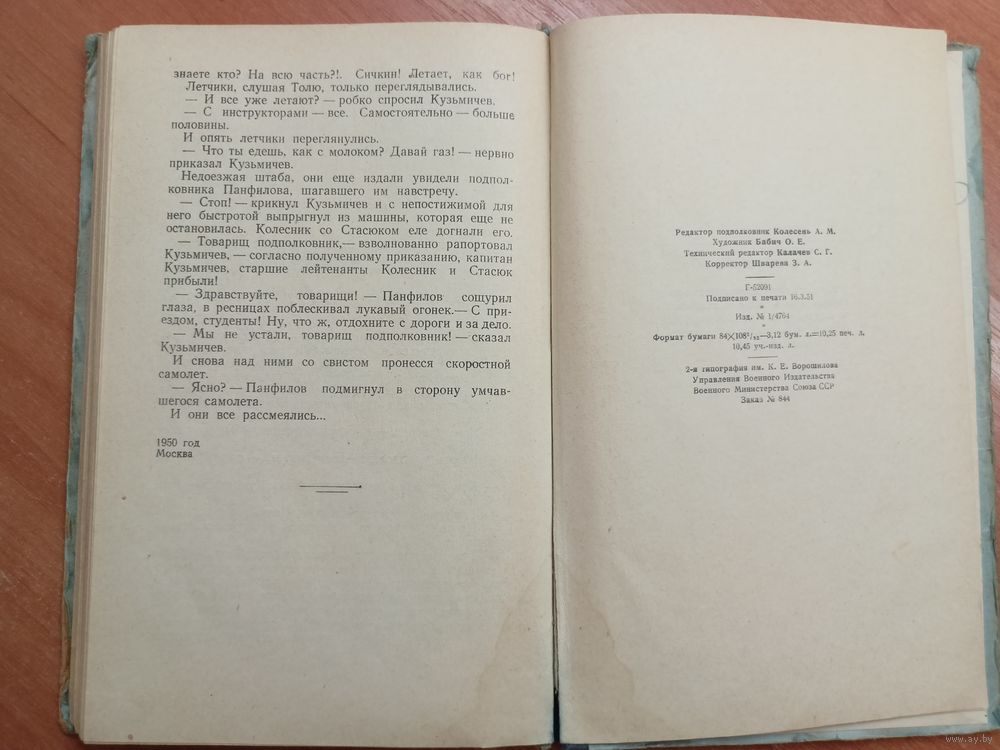 знаете кто? На всю часть?!. Сичкин! Летает, как бог!
Летчики, слушая Толю, только переглядывались.
— И все уже летают? — робко спросил Кузьмичев.
— С инструкторами — все. Самостоятельно — больше
половины.
И опять летчики переглянулись.
— Что ты едешь, как с молоком? Давай газ! — нервно
приказал Кузьмичев.
Недоезжая штаба, они еще издали увидели подпол-
ковника Панфилова, шагавшего им навстречу.
— Стоп! — крикнул Кузьмичев и с непостижимой для
него быстротой выпрыгнул из машины, которая еще не
остановилась. Колесник со Стасюком еле догнали его.
— Товарищ подполковник,— взволнованно рапортовал
Кузьмичев, — согласно полученному приказанию, капитан
Кузьмичев, старшие лейтенанты Колесник и Стасюк
прибыли!
— Здравствуйте, товарищи! — Панфилов сощурил
глаза, в ресницах поблескивал лукавый огонек.— С при-
ездом, студенты! Ну, что ж, отдохните с дороги и за дело.
— Мы не устали, товарищ подполковник! — сказал
Кузьмичев.
И снова над ними со свистом пронесся скоростной
самолет.
— Ясно? — Панфилов подмигнул в сторону умчав-
шегося самолета.
И они все рассмеялись...
1950 год
Москва
Редактор подполковник Колесень А. М.
Художник Бабич О. Е.
Технический редактор Калачев С. Г.
Корректор Шварева З. А.
Г-52091
Подписано к печати 16.3.51
Изд. № 1/4764
Формат бумаги 84×108¹/₃₂—3,12 бум. л.=10,25 печ. л.
10,45 уч.-изд. л.
2-я типография им. К. Е. Ворошилова
Управления Военного Издательства
Военного Министерства Союза ССР
Заказ № 844
www.ay.by